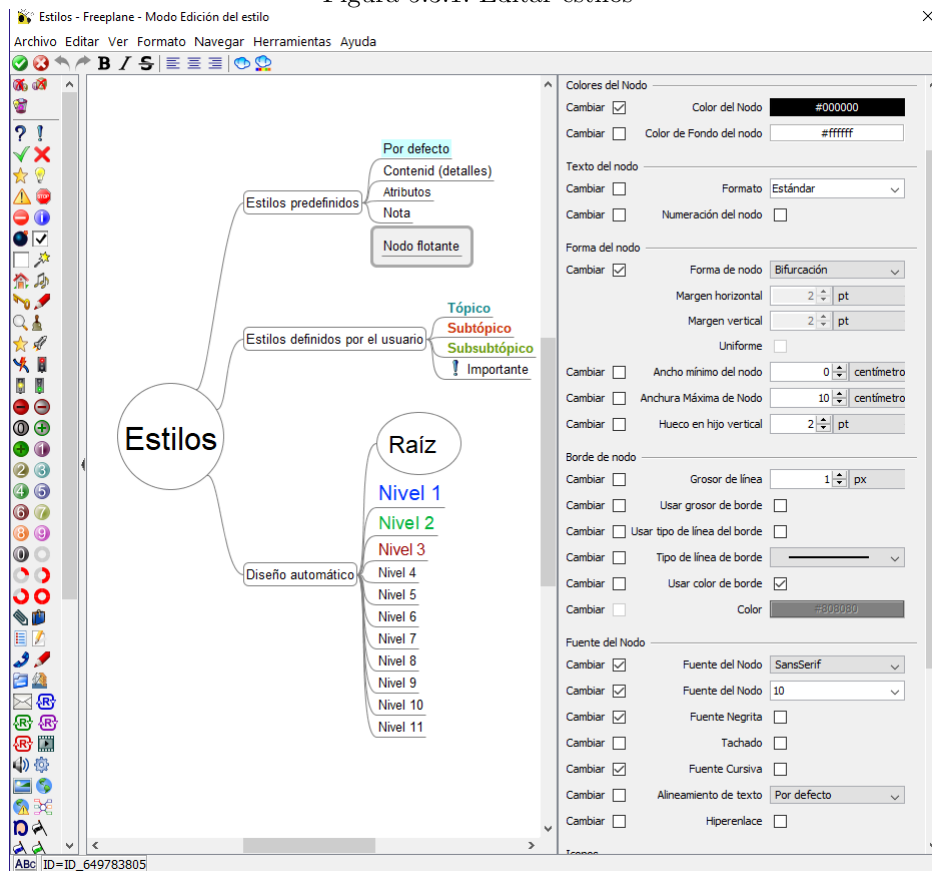 Figura 5.5.1: Editar estilos
Estilos - Freeplane - Modo Edición del estilo
Archivo Editar Ver Formato Navegar Herramientas Ayuda
B I S
Por defecto
Contenid (detalles)
Atributos
Nota
Nodo flotante
Estilos predefinidos
Tópico
Subtópico
Subsubtópico
Importante
Estilos definidos por el usuario
Estilos
Raíz
Nivel 1
Nivel 2
Nivel 3
Nivel 4
Nivel 5
Nivel 6
Nivel 7
Nivel 8
Nivel 9
Nivel 10
Nivel 11
Diseño automático
Colores del Nodo
Cambiar Color del Nodo #000000
Cambiar Color de Fondo del nodo #ffffff
Texto del nodo
Cambiar Formato Estándar
Cambiar Numeración del nodo
Forma del nodo
Cambiar Forma de nodo Bifurcación
Margen horizontal 2 pt
Margen vertical 2 pt
Uniforme
Cambiar Ancho mínimo del nodo 0 centímetro
Cambiar Anchura Máxima de Nodo 10 centímetro
Cambiar Hueco en hijo vertical 2 pt
Borde de nodo
Cambiar Grosor de línea 1 px
Cambiar Usar grosor de borde
Cambiar Usar tipo de línea del borde
Cambiar Tipo de línea de borde
Cambiar Usar color de borde
Cambiar Color #808080
Fuente del Nodo
Cambiar Fuente del Nodo SansSerif
Cambiar Fuente del Nodo 10
Cambiar Fuente Negrita
Cambiar Tachado
Cambiar Fuente Cursiva
Cambiar Alineamiento de texto Por defecto
Cambiar Hiperenlace
Iconos
ABC ID=ID_649783805